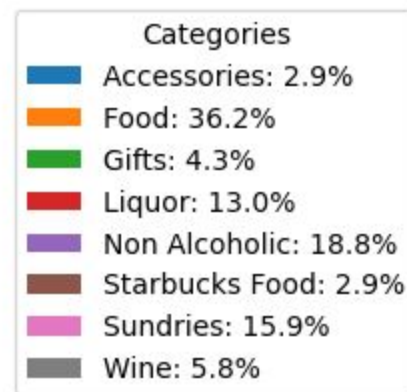 Categories
Accessories: 2.9%
Food: 36.2%
Gifts: 4.3%
Liquor: 13.0%
Non Alcoholic: 18.8%
Starbucks Food: 2.9%
Sundries: 15.9%
Wine: 5.8%